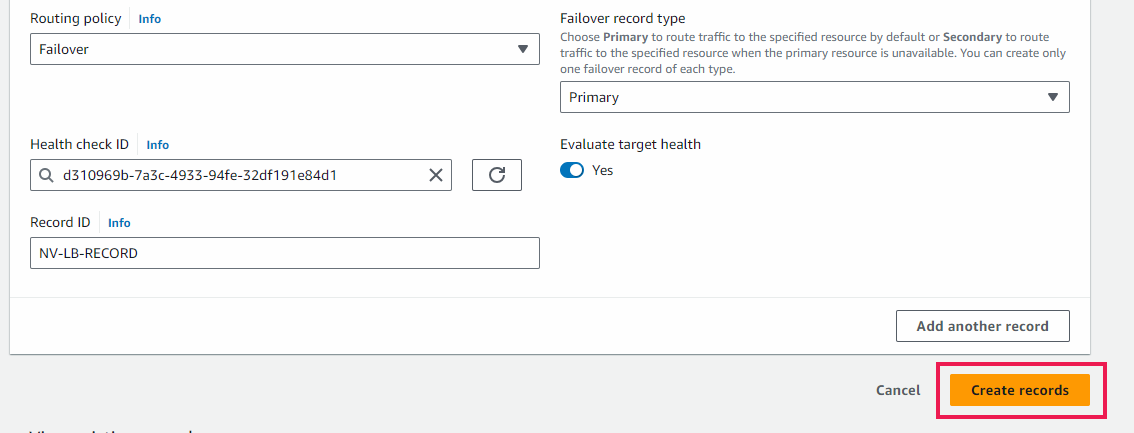 Routing policy Info
Failover
Failover record type
Choose Primary to route traffic to the specified resource by default or Secondary to route
traffic to the specified resource when the primary resource is unavailable. You can create only
one failover record of each type.
Primary
Health check ID Info
d310969b-7a3c-4933-94fe-32df191e84d1
Evaluate target health
Yes
Record ID Info
NV-LB-RECORD
Add another record
Cancel
Create records